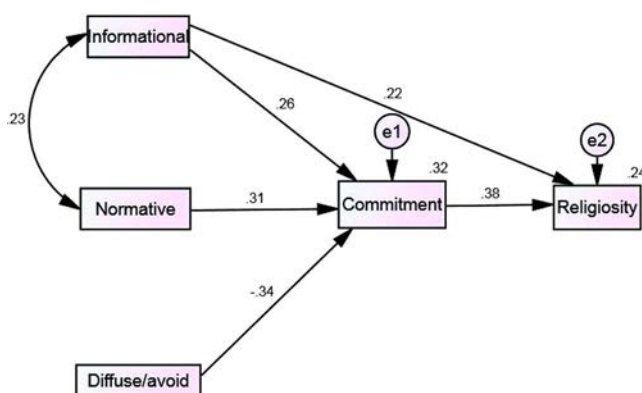 Informational
.23
.26
.22
e1
e2
.32
.24
Normative
.31
Commitment
.38
Religiosity
-.34
Diffuse/avoid